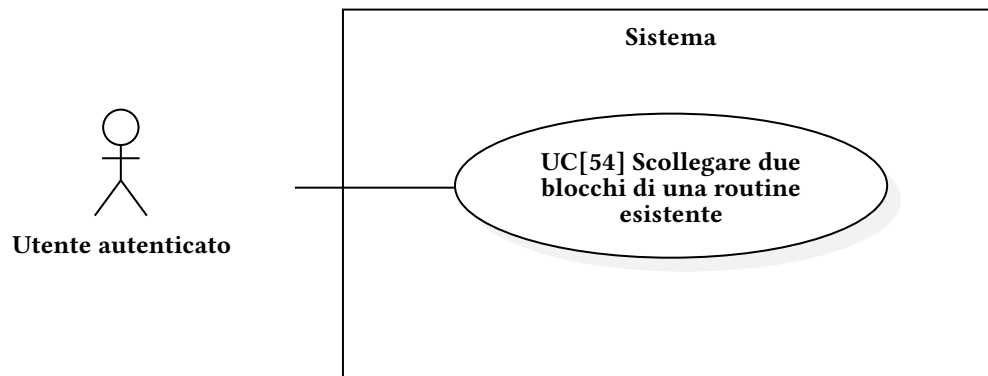 Sistema
UC[54] Scollegare due
blocchi di una routine
esistente
Utente autenticato